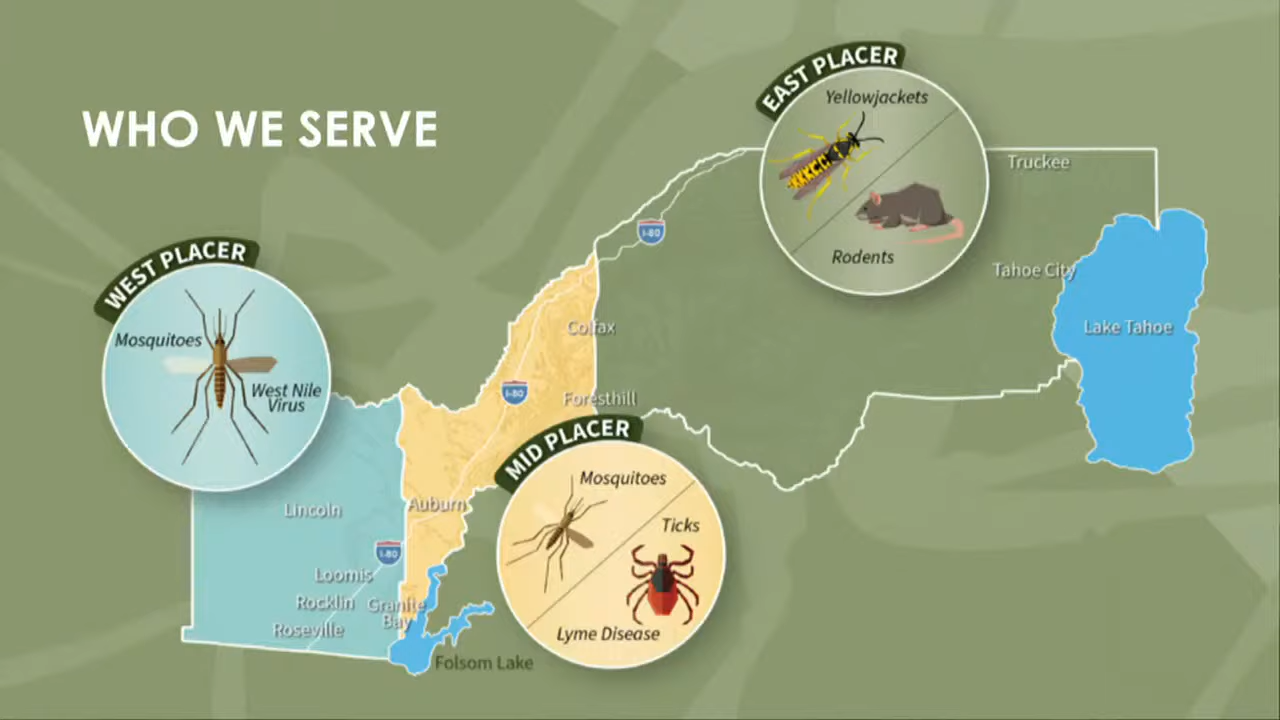 WHO WE SERVE
EAST PLACER
Yellowjackets
Rodents
Truckee
I-80
Tahoe City
Lake Tahoe
WEST PLACER
Mosquitoes
West Nile
Virus
Colfax
I-80
Foresthill
MID PLACER
Mosquitoes
Ticks
Lyme Disease
Lincoln
Auburn
I-80
Loomis
Rocklin
Granite
Bay
Roseville
Folsom Lake